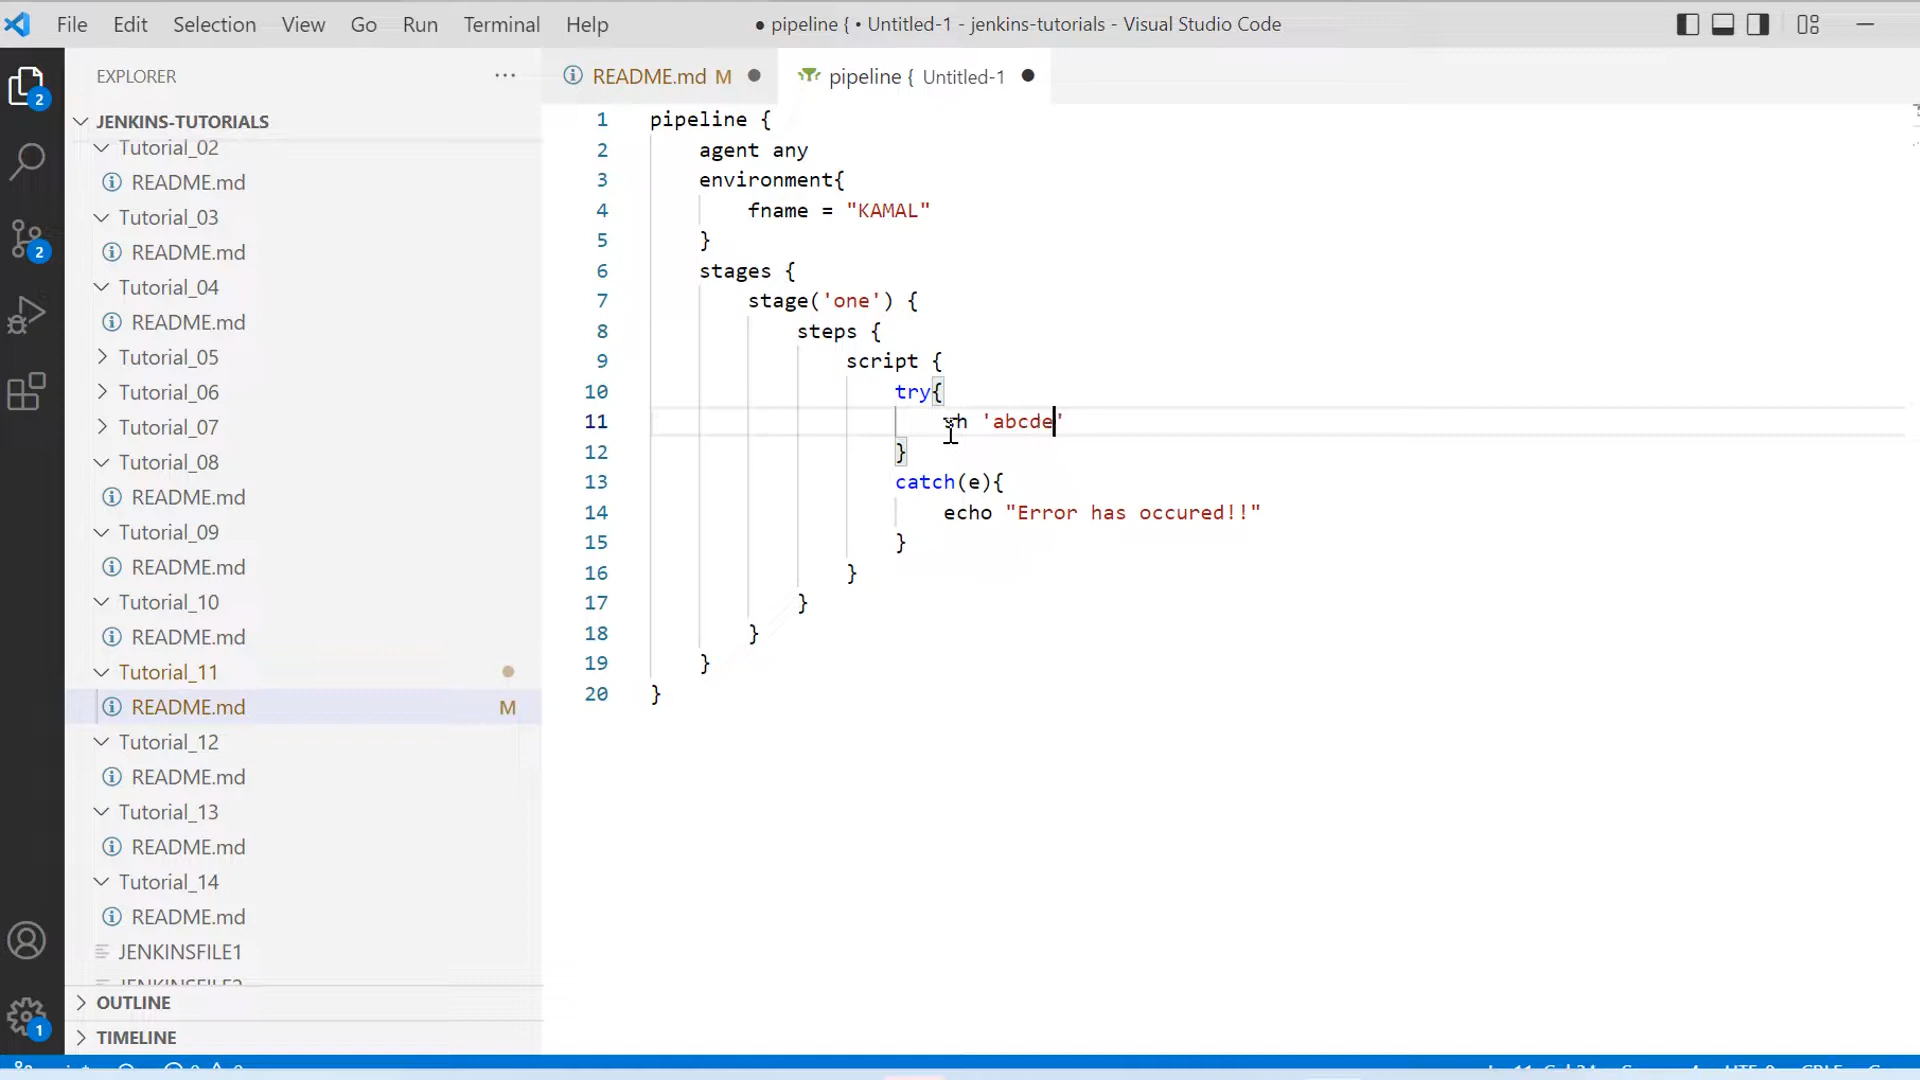 File Edit Selection View Go Run Terminal Help ● pipeline { • Untitled-1 - jenkins-tutorials - Visual Studio Code
EXPLORER ...
README.md M
pipeline { Untitled-1
JENKINS-TUTORIALS
Tutorial_02
README.md
Tutorial_03
README.md
Tutorial_04
README.md
Tutorial_05
Tutorial_06
Tutorial_07
Tutorial_08
README.md
Tutorial_09
README.md
Tutorial_10
README.md
Tutorial_11
README.md M
Tutorial_12
README.md
Tutorial_13
README.md
Tutorial_14
README.md
JENKINSFILE1
OUTLINE
TIMELINE
2
2
1
1 pipeline {
2 agent any
3 environment{
4 fname = "KAMAL"
5 }
6 stages {
7 stage('one') {
8 steps {
9 script {
10 try{
11 sh 'abcde'
12 }
13 catch(e){
14 echo "Error has occured!!"
15 }
16 }
17 }
18 }
19 }
20 }